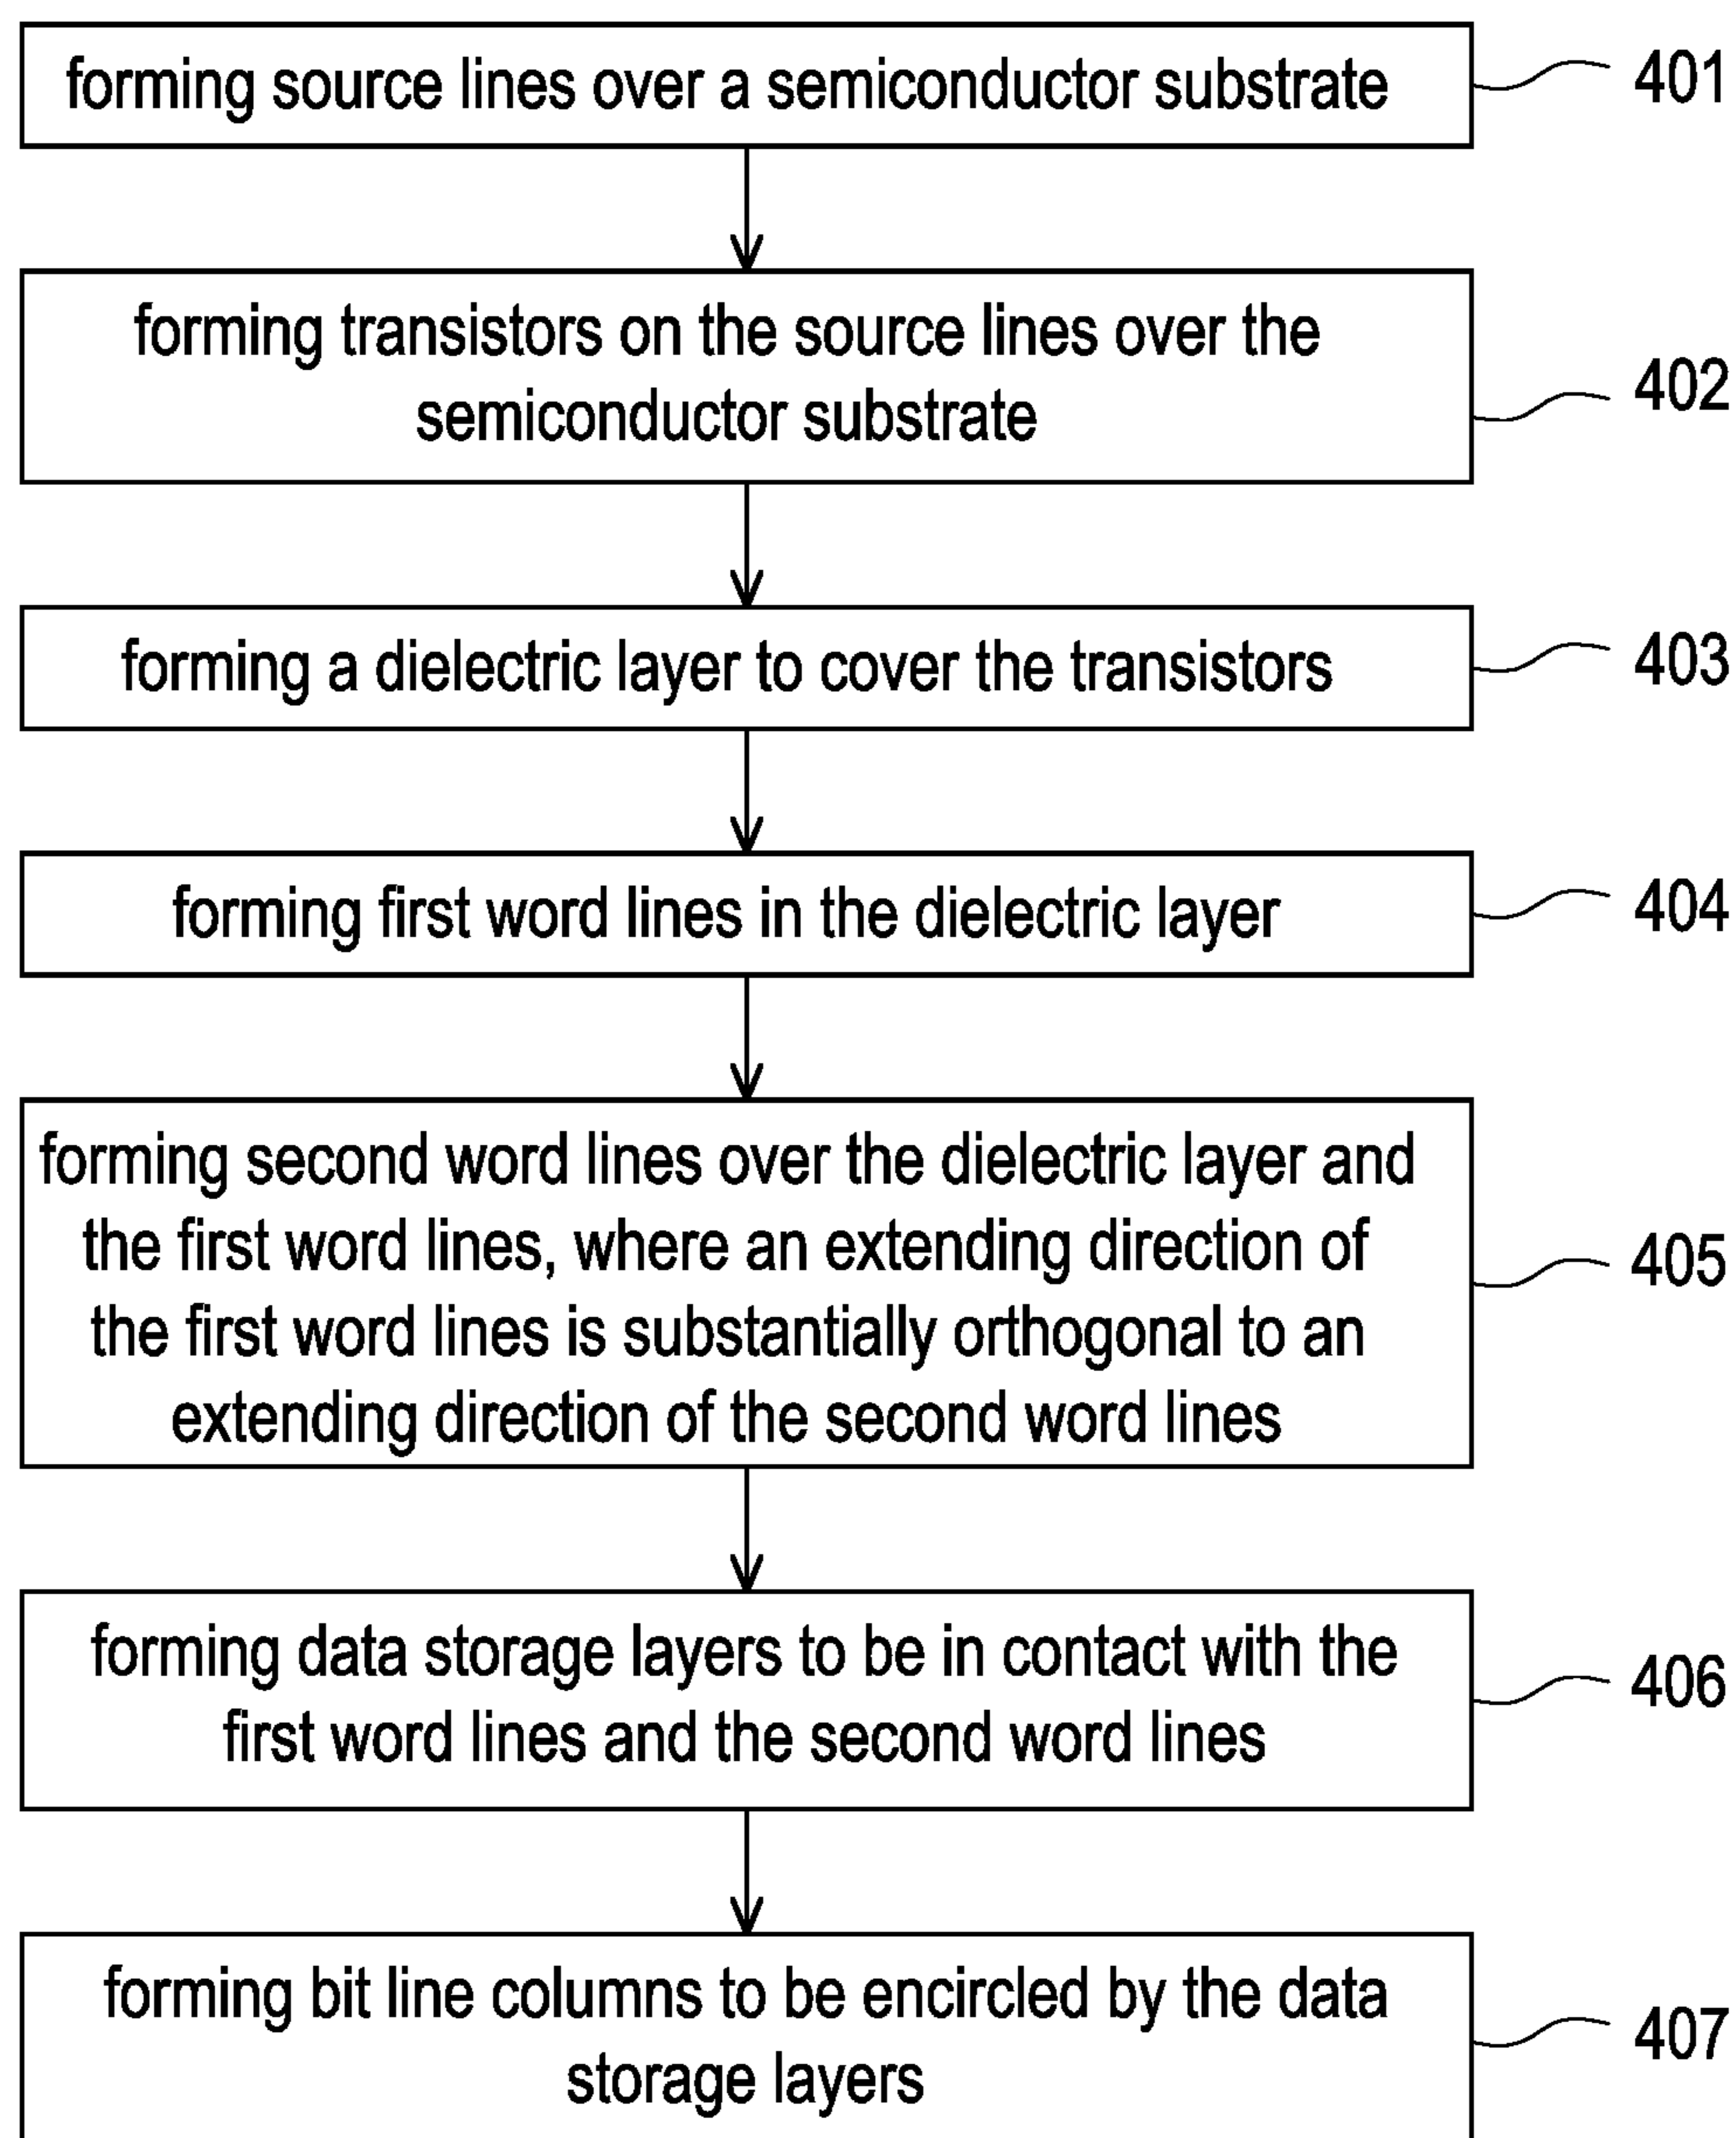 forming source lines over a semiconductor substrate
401
forming transistors on the source lines over the
semiconductor substrate
402
forming a dielectric layer to cover the transistors
403
forming first word lines in the dielectric layer
404
forming second word lines over the dielectric layer and
the first word lines, where an extending direction of
the first word lines is substantially orthogonal to an
extending direction of the second word lines
405
forming data storage layers to be in contact with the
first word lines and the second word lines
406
forming bit line columns to be encircled by the data
storage layers
407